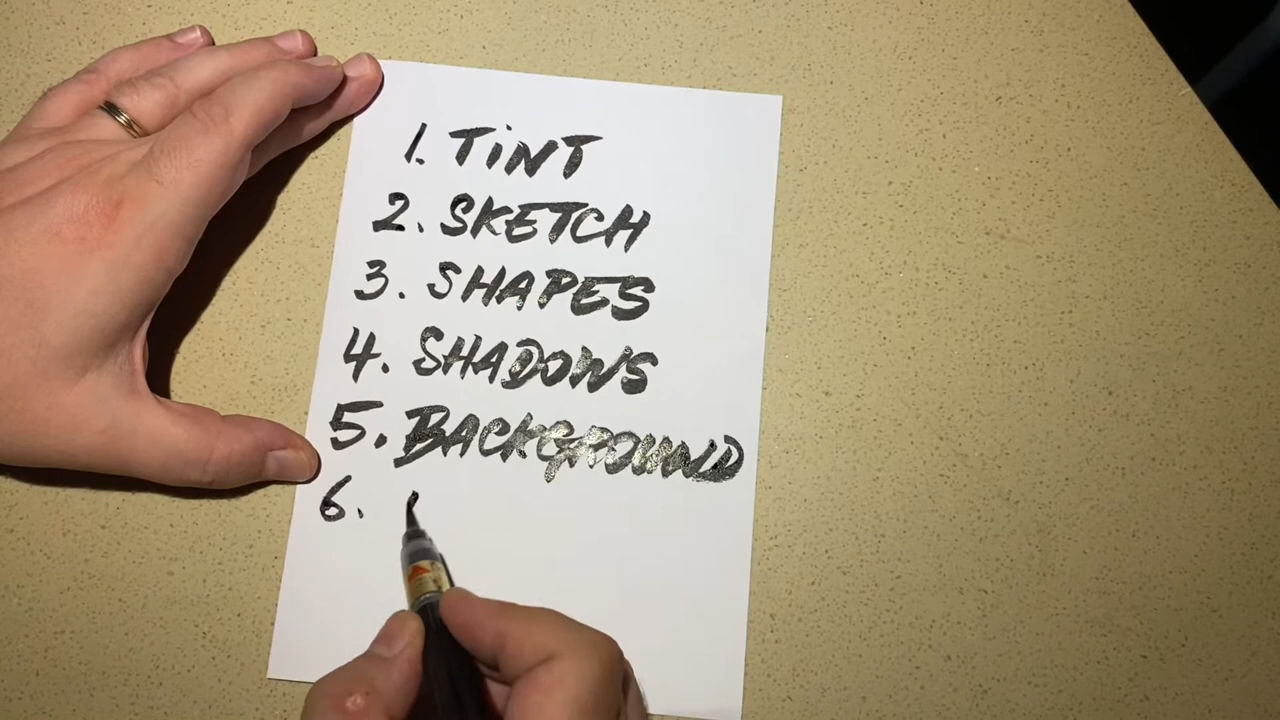 1. TiNT
2. SKETCH
3. SHAPES
4. SHADOWS
5. BACKGROUND
6.